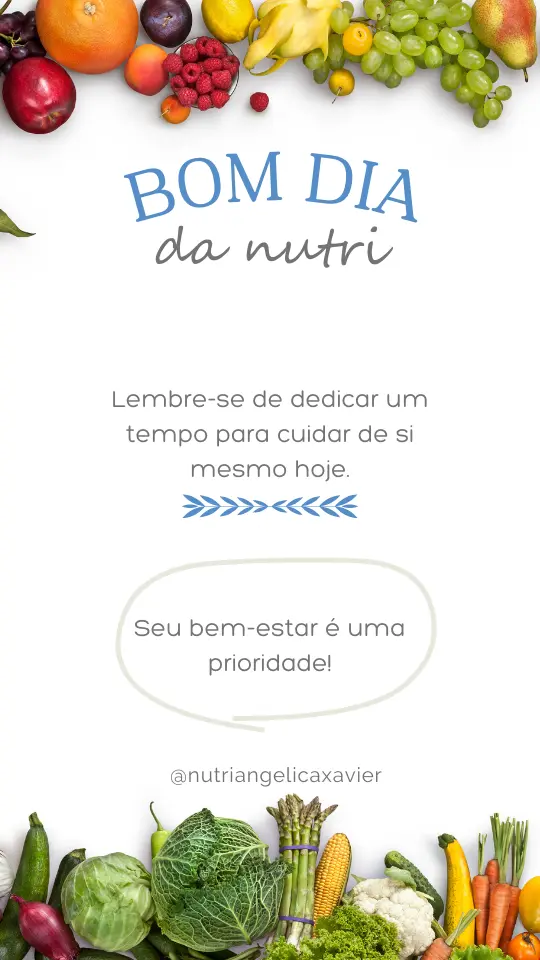 BOM DIA
da nutri
Lembre-se de dedicar um
tempo para cuidar de si
mesmo hoje.
Seu bem-estar é uma
prioridade!
@nutriangelicaxavier